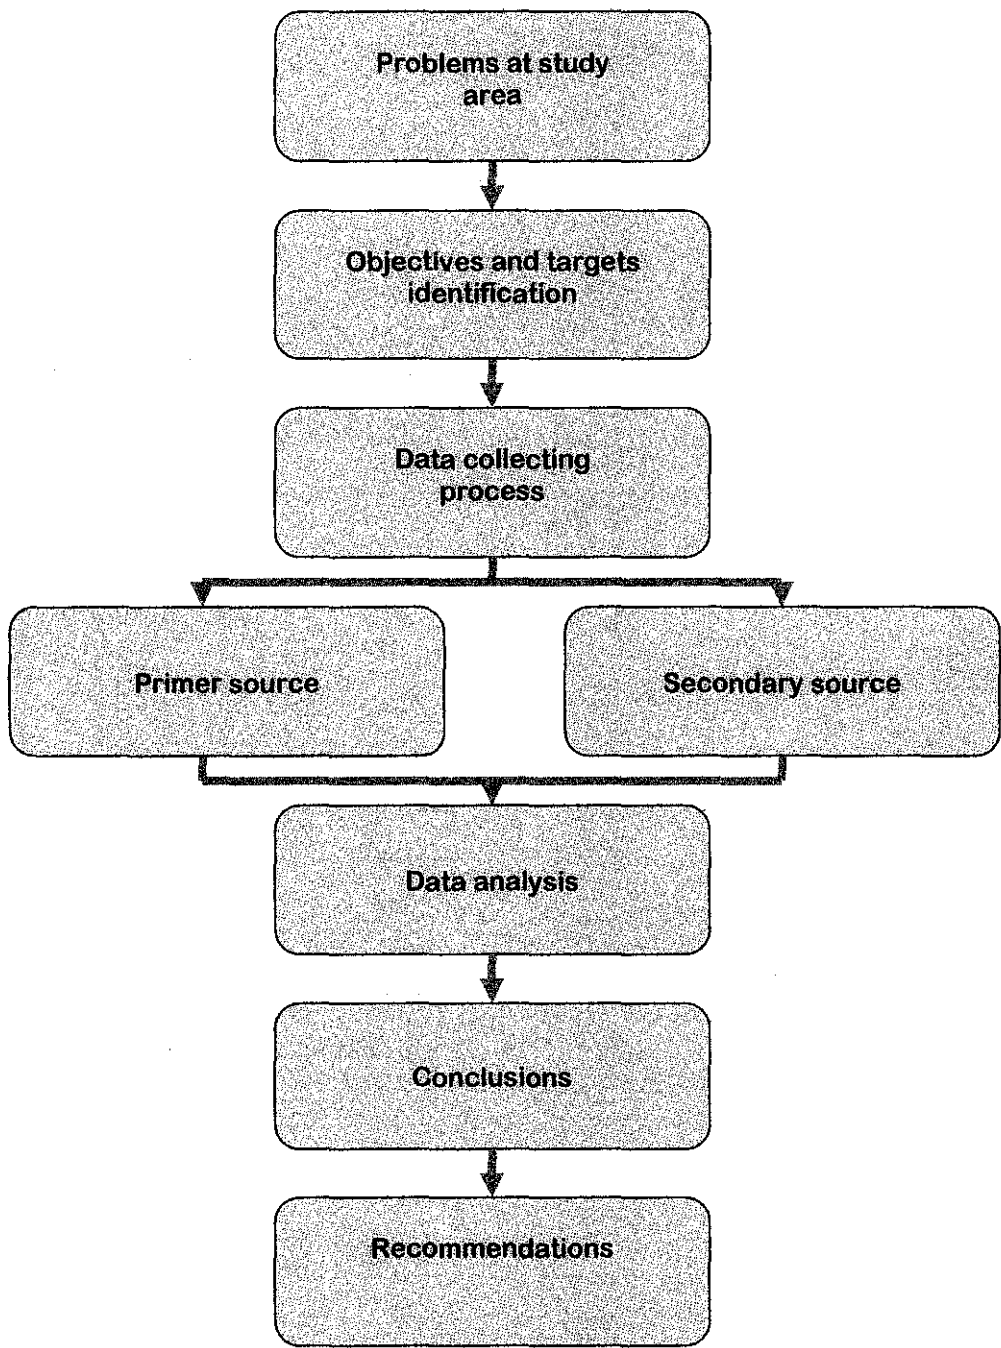 Problems at study
area
Objectives and targets
identification
Data collecting
process
Primer source
Secondary source
Data analysis
Conclusions
Recommendations